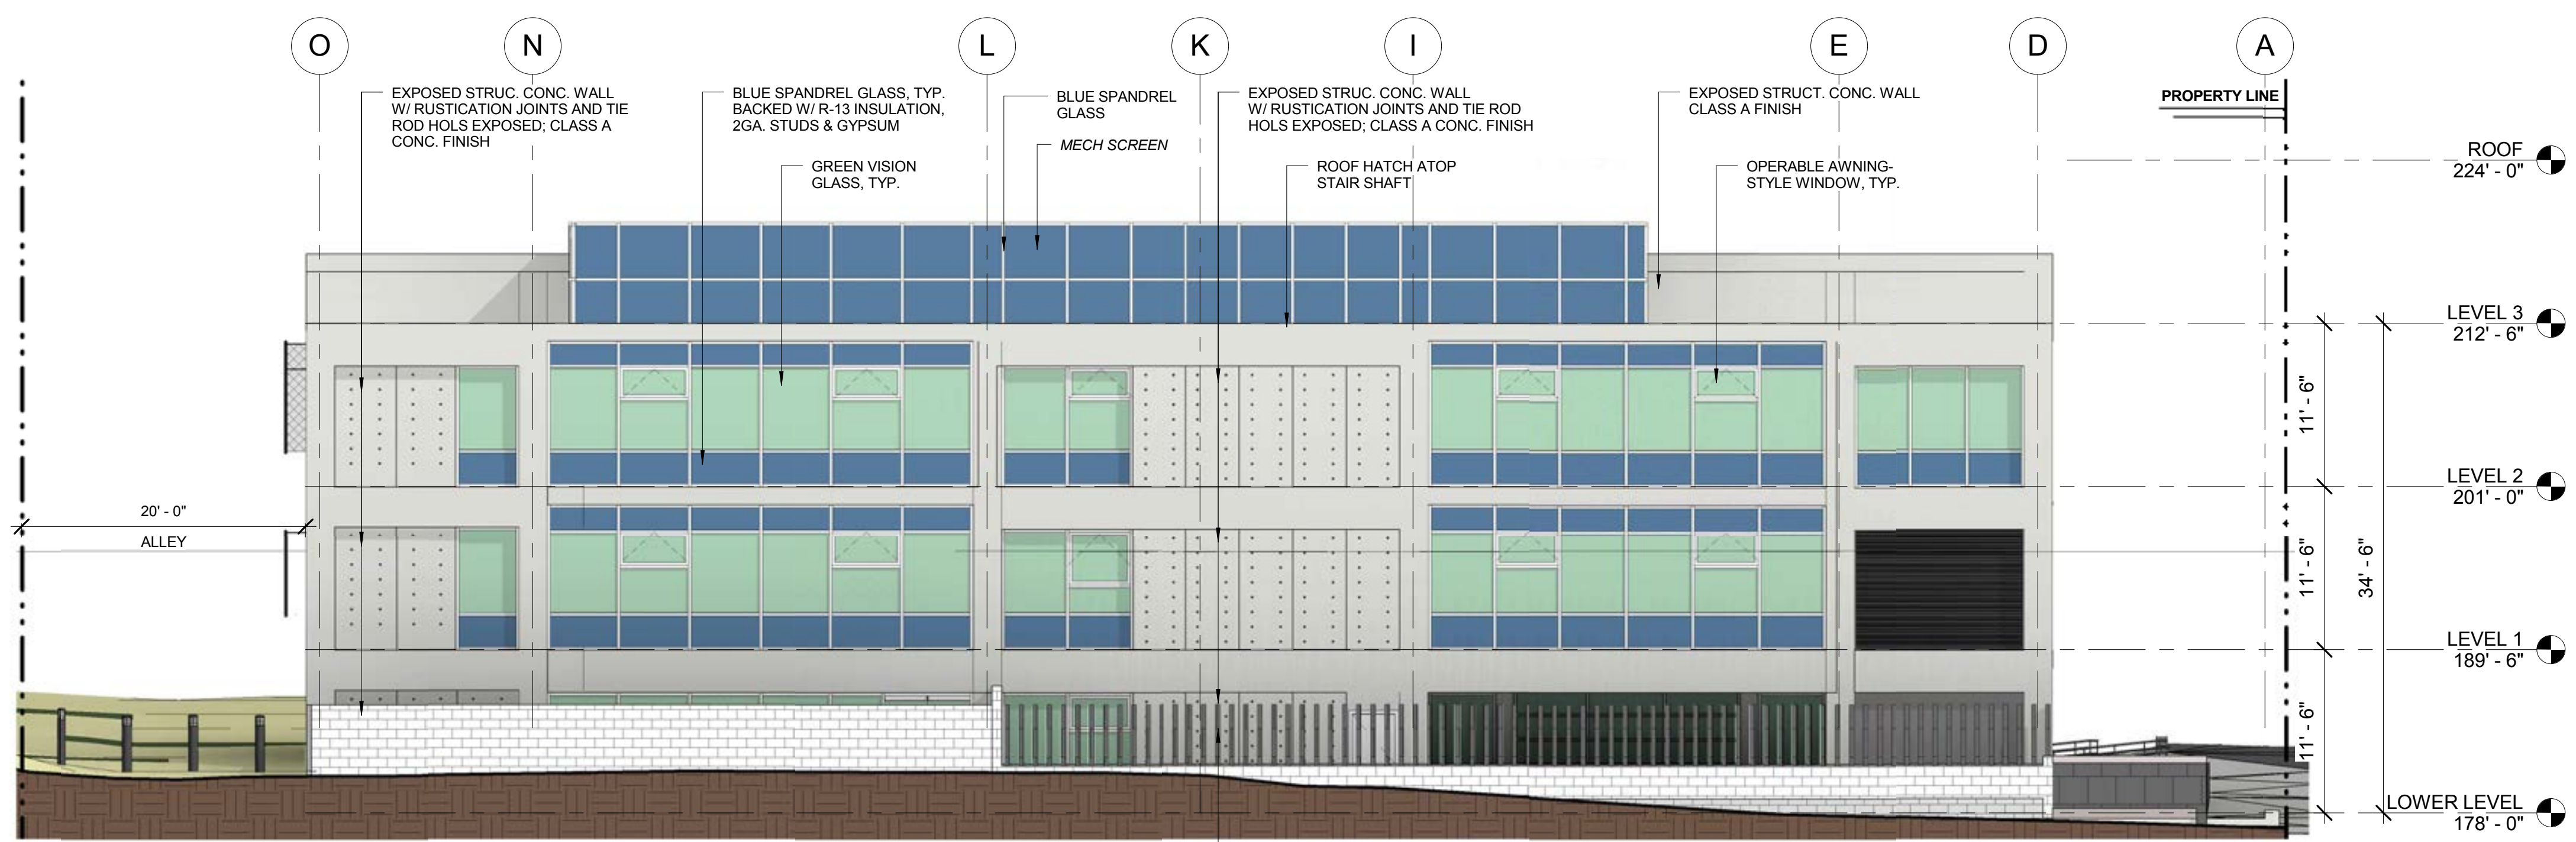 O
N
L
K
I
E
D
A
EXPOSED STRUC. CONC. WALL
W/ RUSTICATION JOINTS AND TIE
ROD HOLS EXPOSED; CLASS A
CONC. FINISH
BLUE SPANDREL GLASS, TYP.
BACKED W/ R-13 INSULATION,
2GA. STUDS & GYPSUM
GREEN VISION
GLASS, TYP.
BLUE SPANDREL
GLASS
MECH SCREEN
EXPOSED STRUC. CONC. WALL
W/ RUSTICATION JOINTS AND TIE ROD
HOLS EXPOSED; CLASS A CONC. FINISH
ROOF HATCH ATOP
STAIR SHAFT
EXPOSED STRUCT. CONC. WALL
CLASS A FINISH
OPERABLE AWNING-
STYLE WINDOW, TYP.
PROPERTY LINE
ROOF
224' - 0"
LEVEL 3
212' - 6"
11' - 6"
LEVEL 2
201' - 0"
20' - 0"
ALLEY
11' - 6"
34' - 6"
LEVEL 1
189' - 6"
11' - 6"
LOWER LEVEL
178' - 0"